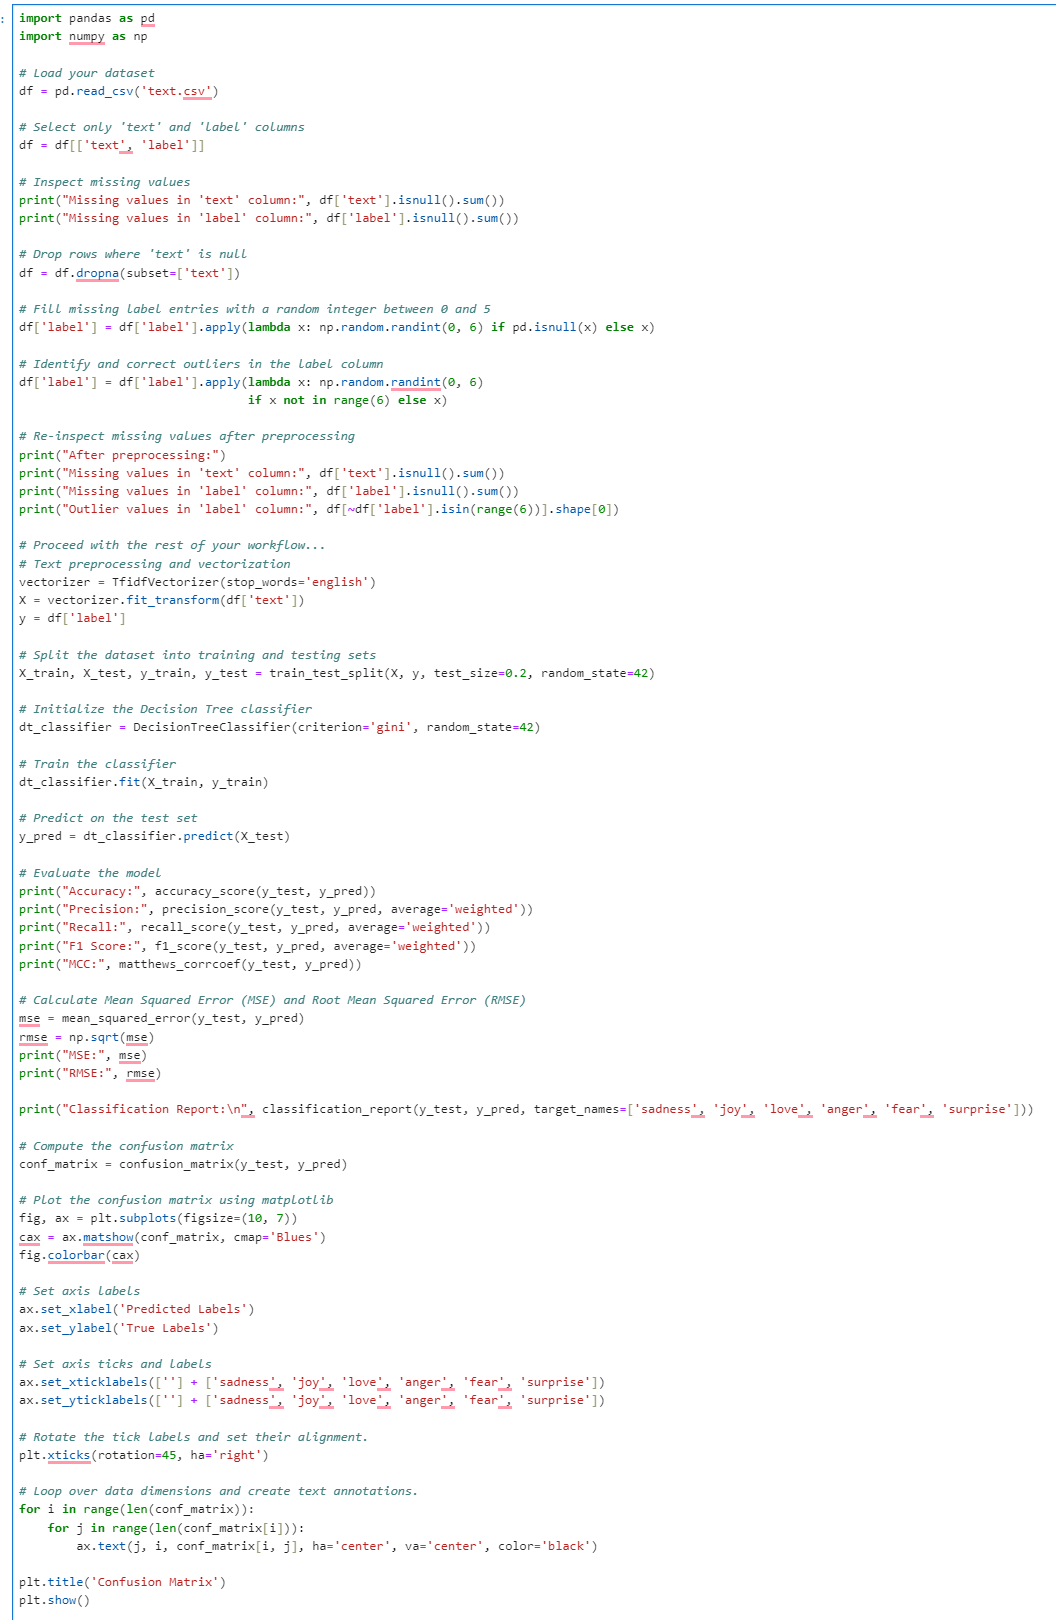 :
import pandas as pd
import numpy as np
# Load your dataset
df = pd.read_csv('text.csv')
# Select only 'text' and 'label' columns
df = df[['text', 'label']]
# Inspect missing values
print("Missing values in 'text' column:", df['text'].isnull().sum())
print("Missing values in 'label' column:", df['label'].isnull().sum())
# Drop rows where 'text' is null
df = df.dropna(subset=['text'])
# Fill missing label entries with a random integer between 0 and 5
df['label'] = df['label'].apply(lambda x: np.random.randint(0, 6) if pd.isnull(x) else x)
# Identify and correct outliers in the label column
df['label'] = df['label'].apply(lambda x: np.random.randint(0, 6)
                                if x not in range(6) else x)
# Re-inspect missing values after preprocessing
print("After preprocessing:")
print("Missing values in 'text' column:", df['text'].isnull().sum())
print("Missing values in 'label' column:", df['label'].isnull().sum())
print("Outlier values in 'label' column:", df[~df['label'].isin(range(6))].shape[0])
# Proceed with the rest of your workflow...
# Text preprocessing and vectorization
vectorizer = TfidfVectorizer(stop_words='english')
X = vectorizer.fit_transform(df['text'])
y = df['label']
# Split the dataset into training and testing sets
X_train, X_test, y_train, y_test = train_test_split(X, y, test_size=0.2, random_state=42)
# Initialize the Decision Tree classifier
dt_classifier = DecisionTreeClassifier(criterion='gini', random_state=42)
# Train the classifier
dt_classifier.fit(X_train, y_train)
# Predict on the test set
y_pred = dt_classifier.predict(X_test)
# Evaluate the model
print("Accuracy:", accuracy_score(y_test, y_pred))
print("Precision:", precision_score(y_test, y_pred, average='weighted'))
print("Recall:", recall_score(y_test, y_pred, average='weighted'))
print("F1 Score:", f1_score(y_test, y_pred, average='weighted'))
print("MCC:", matthews_corrcoef(y_test, y_pred))
# Calculate Mean Squared Error (MSE) and Root Mean Squared Error (RMSE)
mse = mean_squared_error(y_test, y_pred)
rmse = np.sqrt(mse)
print("MSE:", mse)
print("RMSE:", rmse)
print("Classification Report:\n", classification_report(y_test, y_pred, target_names=['sadness', 'joy', 'love', 'anger', 'fear', 'surprise']))
# Compute the confusion matrix
conf_matrix = confusion_matrix(y_test, y_pred)
# Plot the confusion matrix using matplotlib
fig, ax = plt.subplots(figsize=(10, 7))
cax = ax.matshow(conf_matrix, cmap='Blues')
fig.colorbar(cax)
# Set axis labels
ax.set_xlabel('Predicted Labels')
ax.set_ylabel('True Labels')
# Set axis ticks and labels
ax.set_xticklabels([''] + ['sadness', 'joy', 'love', 'anger', 'fear', 'surprise'])
ax.set_yticklabels([''] + ['sadness', 'joy', 'love', 'anger', 'fear', 'surprise'])
# Rotate the tick labels and set their alignment.
plt.xticks(rotation=45, ha='right')
# Loop over data dimensions and create text annotations.
for i in range(len(conf_matrix)):
    for j in range(len(conf_matrix[i])):
        ax.text(j, i, conf_matrix[i, j], ha='center', va='center', color='black')
plt.title('Confusion Matrix')
plt.show()